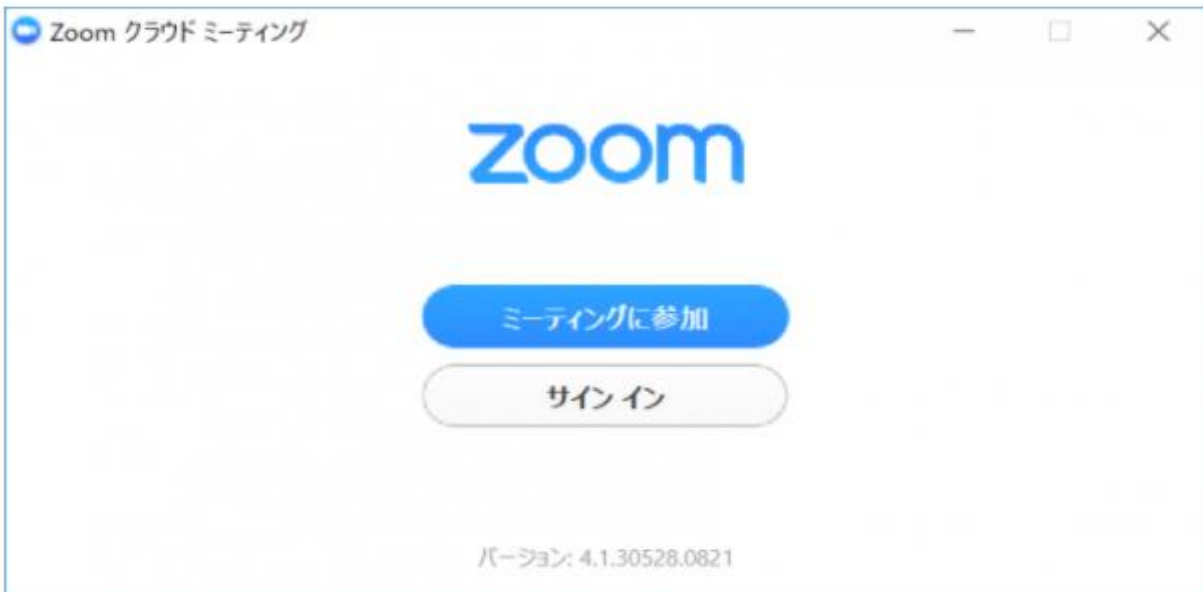 Zoom クラウド ミーティング
zoom
ミーティングに参加
サイン イン
バージョン: 4.1.30528.0821